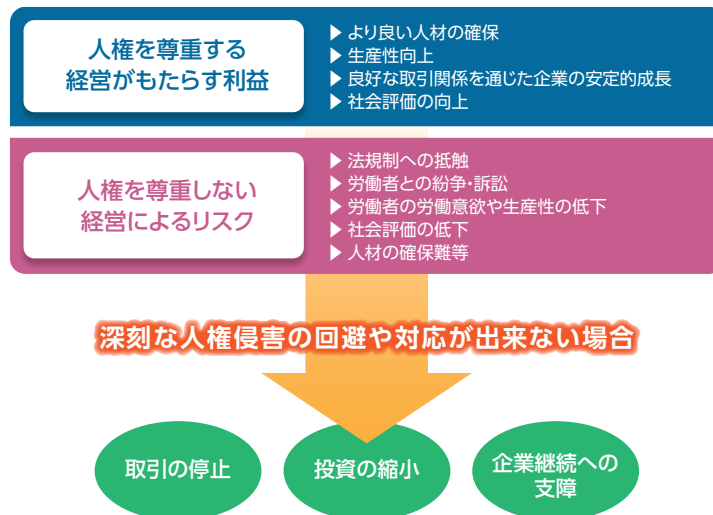 人権を尊重する
経営がもたらす利益
▶ より良い人材の確保
▶ 生産性向上
▶ 良好な取引関係を通じた企業の安定的成長
▶ 社会評価の向上
人権を尊重しない
経営によるリスク
▶ 法規制への抵触
▶ 労働者との紛争・訴訟
▶ 労働者の労働意欲や生産性の低下
▶ 社会評価の低下
▶ 人材の確保難等
深刻な人権侵害の回避や対応が出来ない場合
取引の停止
投資の縮小
企業継続への
支障